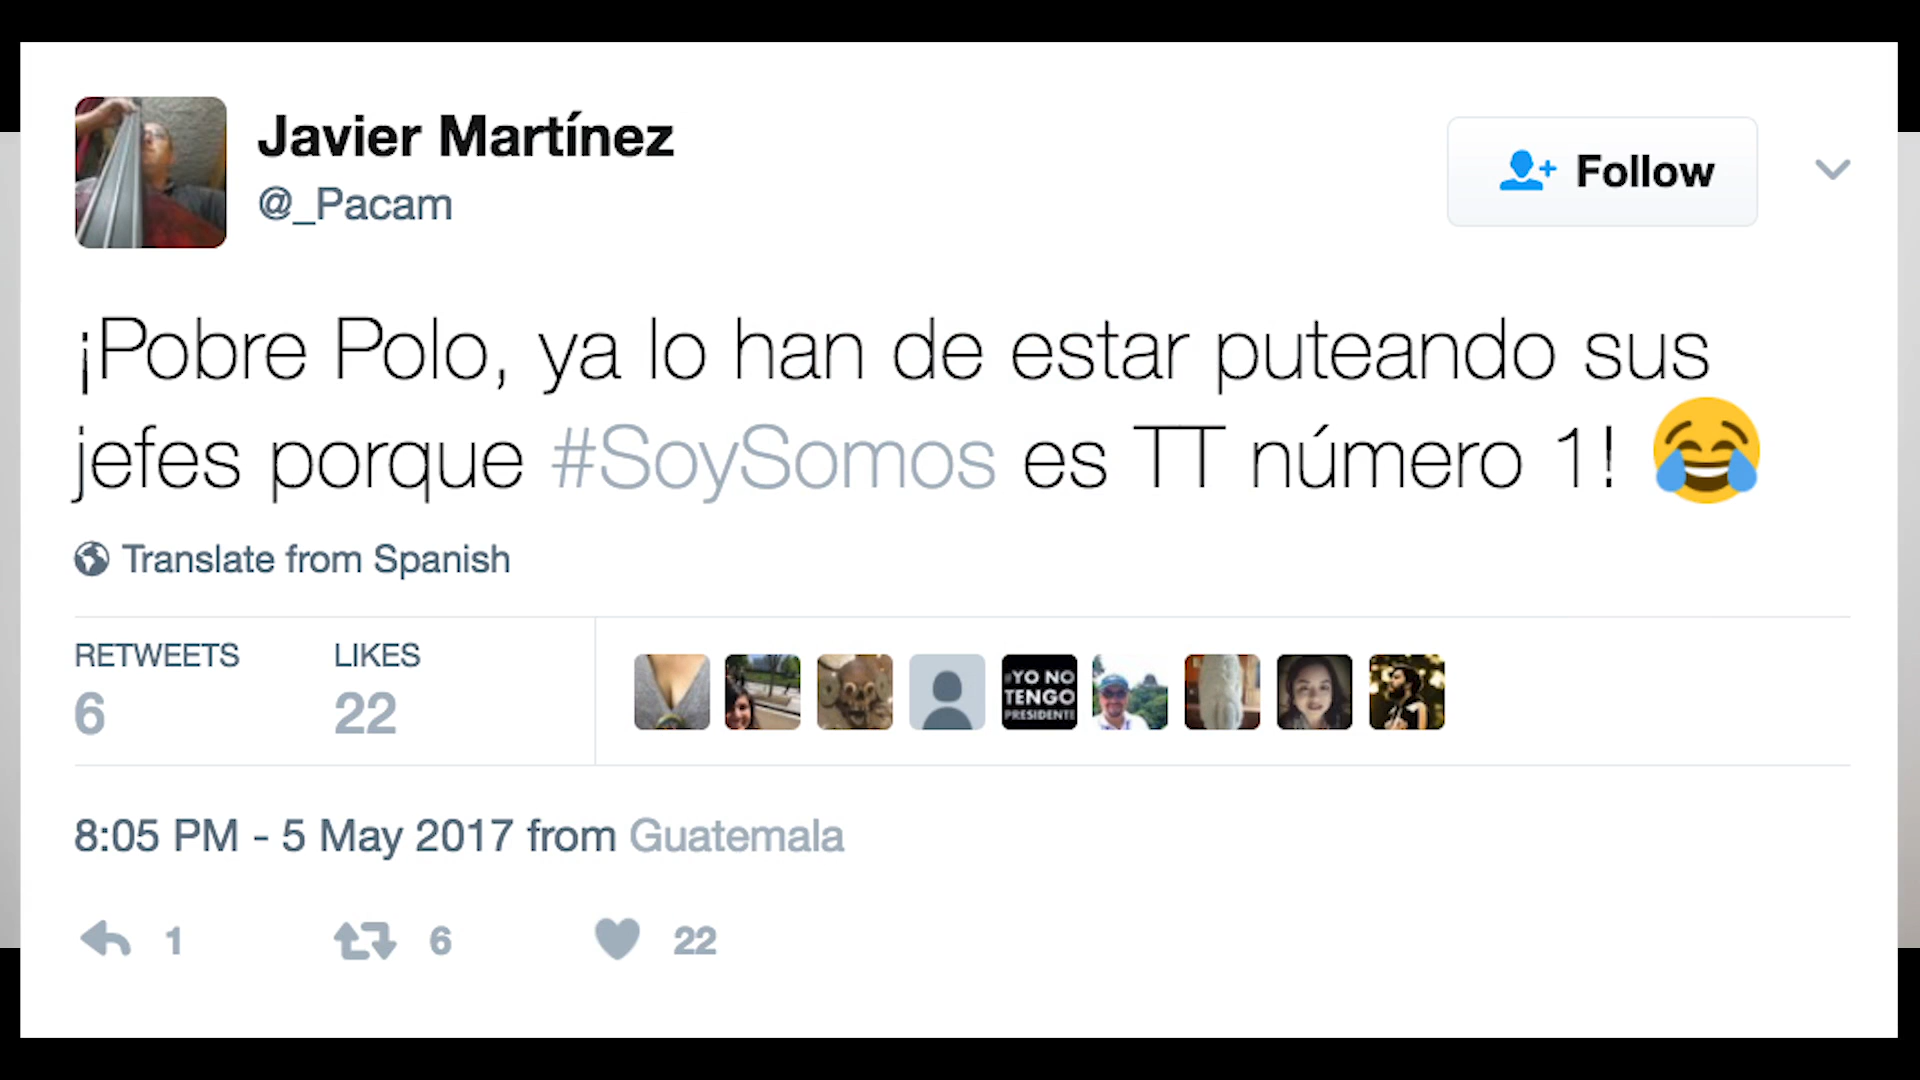 Javier Martínez
@_Pacam
Follow
¡Pobre Polo, ya lo han de estar puteando sus
jefes porque #SoySomos es TT número 1! 😂
Translate from Spanish
RETWEETS LIKES
6 22
#YO NO
TENGO
PRESIDENTE
8:05 PM - 5 May 2017 from Guatemala
1 6 22